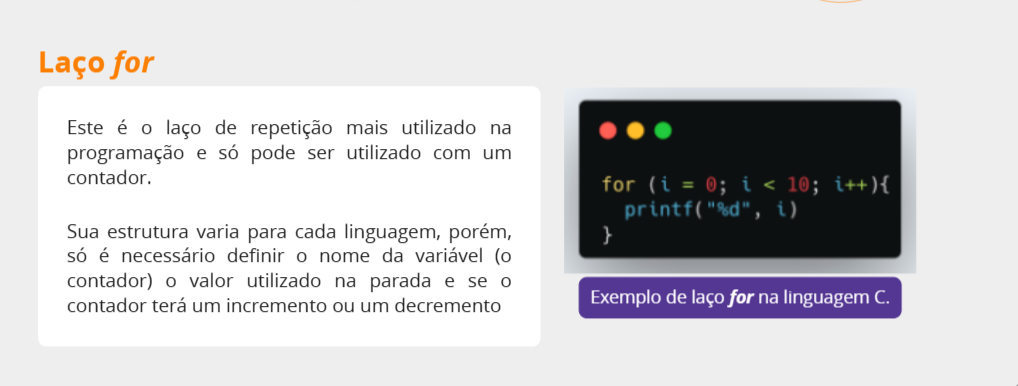 Laço for
Este é o laço de repetição mais utilizado na
programação e só pode ser utilizado com um
contador.
Sua estrutura varia para cada linguagem, porém,
só é necessário definir o nome da variável (o
contador) o valor utilizado na parada e se o
contador terá um incremento ou um decremento
for (i = 0; i < 10; i++){
  printf("%d", i)
}
Exemplo de laço for na linguagem C.